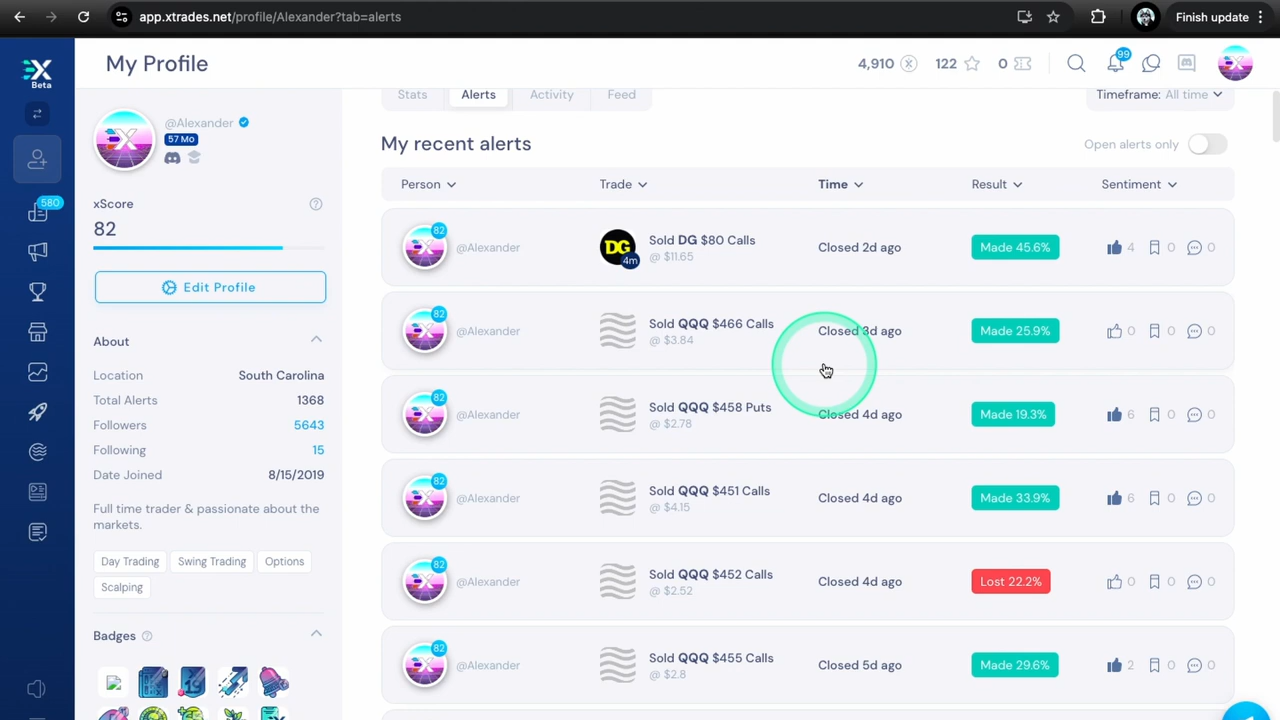 app.xtrades.net/profile/Alexander?tab=alerts
Finish update
X
Beta
My Profile
4,910
122
0
99
580
@Alexander
57 Mo
xScore
82
Edit Profile
About
Location South Carolina
Total Alerts 1368
Followers 5643
Following 15
Date Joined 8/15/2019
Full time trader & passionate about the
markets.
Day Trading Swing Trading Options
Scalping
Badges
Stats Alerts Activity Feed
Timeframe: All time
My recent alerts
Open alerts only
Person Trade Time Result Sentiment
82 @Alexander DG 4m Sold DG $80 Calls Closed 2d ago Made 45.6% 4 0 0
@ $11.65
82 @Alexander Sold QQQ $466 Calls Closed 3d ago Made 25.9% 0 0 0
@ $3.84
82 @Alexander Sold QQQ $458 Puts Closed 4d ago Made 19.3% 6 0 0
@ $2.78
82 @Alexander Sold QQQ $451 Calls Closed 4d ago Made 33.9% 6 0 0
@ $4.15
82 @Alexander Sold QQQ $452 Calls Closed 4d ago Lost 22.2% 0 0 0
@ $2.52
82 @Alexander Sold QQQ $455 Calls Closed 5d ago Made 29.6% 2 0 0
@ $2.8